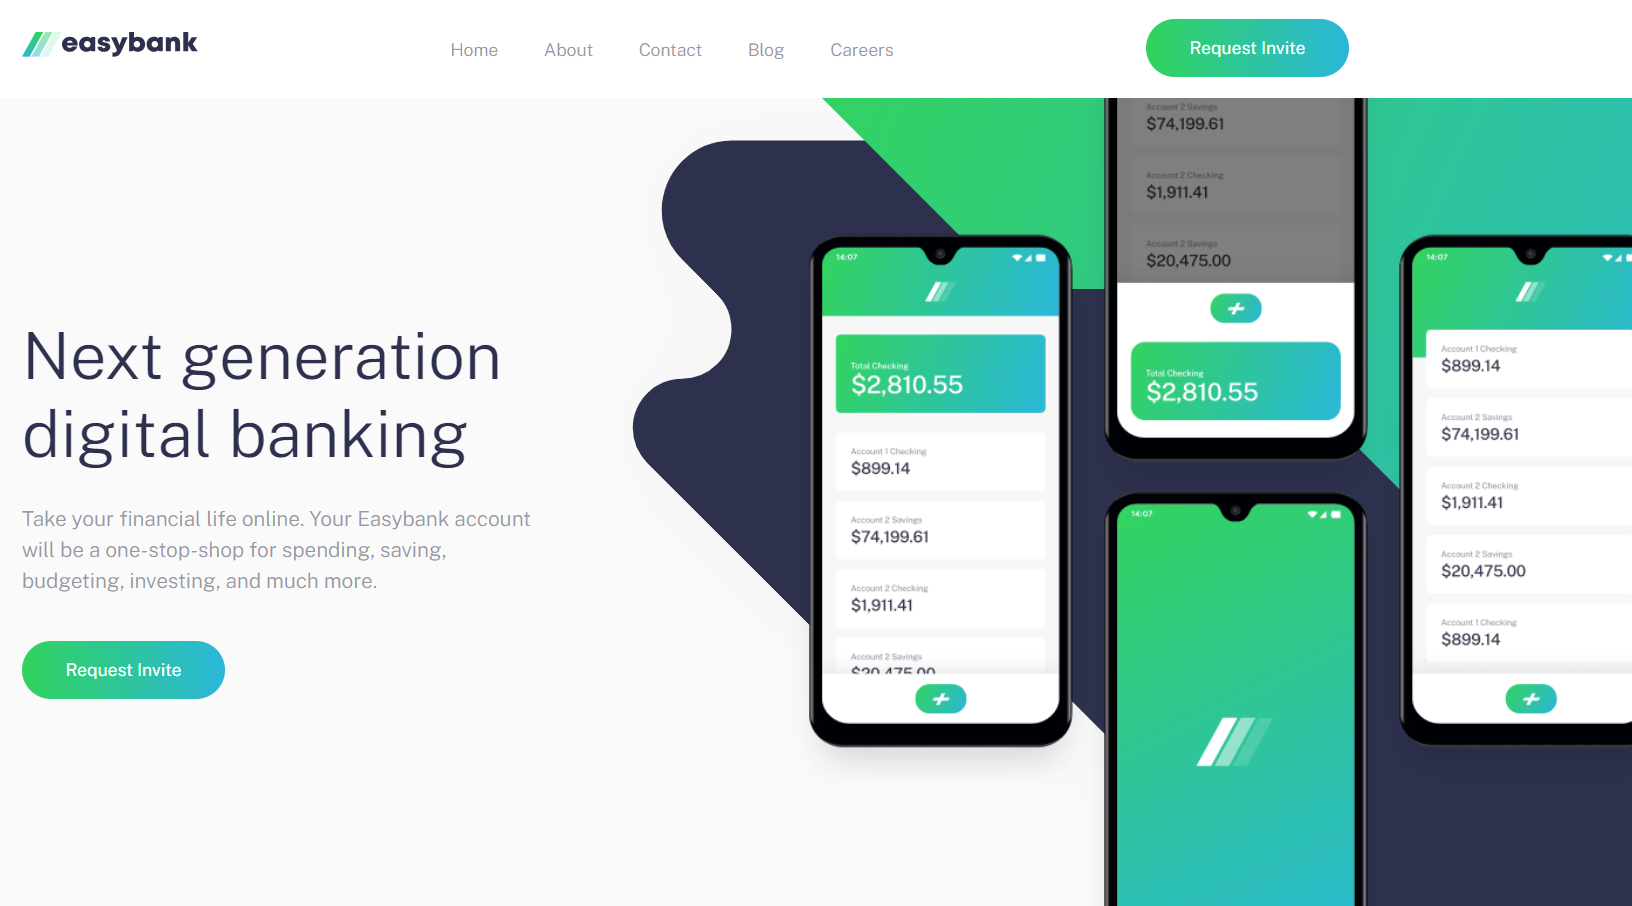 easybank
Home
About
Contact
Blog
Careers
Request Invite
Next generation
digital banking
Take your financial life online. Your Easybank account
will be a one-stop-shop for spending, saving,
budgeting, investing, and much more.
Request Invite
14:07
Total Checking
$2,810.55
Account 1 Checking
$899.14
Account 2 Savings
$74,199.61
Account 2 Checking
$1,911.41
Account 2 Savings
$20,475.00
Account 2 Savings
$74,199.61
Account 2 Checking
$1,911.41
Account 2 Savings
$20,475.00
Total Checking
$2,810.55
14:07
14:07
Account 1 Checking
$899.14
Account 2 Savings
$74,199.61
Account 2 Checking
$1,911.41
Account 2 Savings
$20,475.00
Account 1 Checking
$899.14